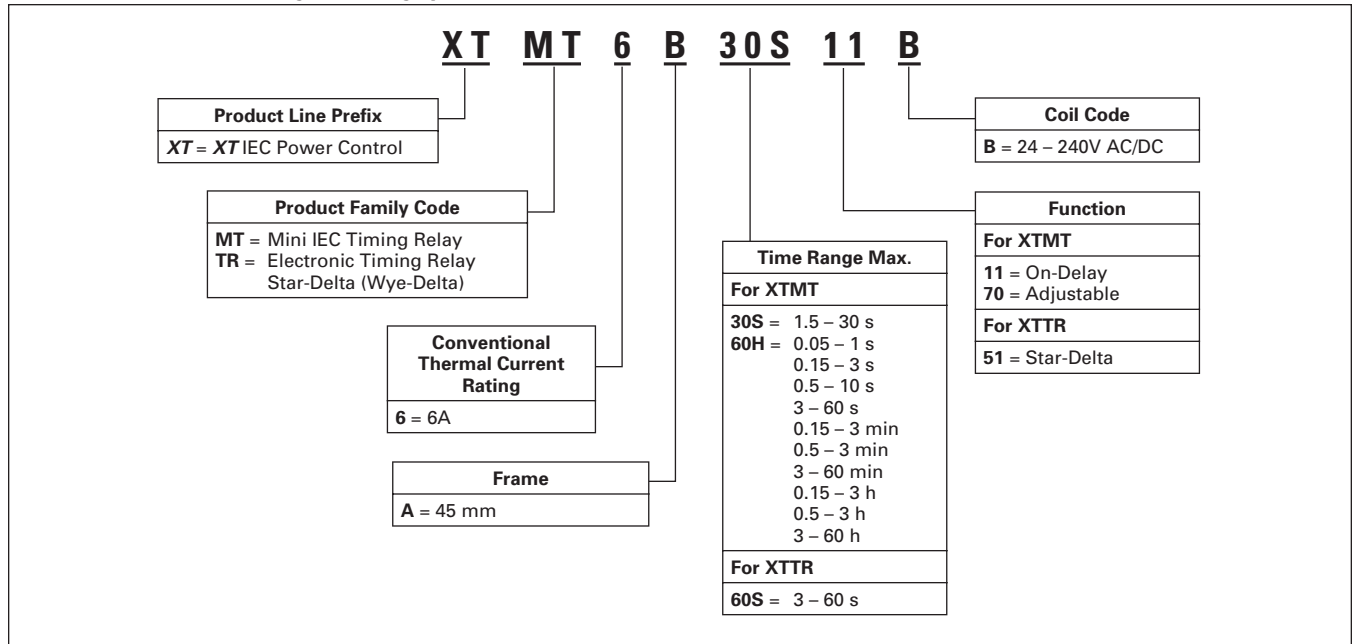 XT MT 6 B 30S 11 B
Product Line Prefix
XT = XT IEC Power Control
Product Family Code
MT = Mini IEC Timing Relay
TR = Electronic Timing Relay
Star-Delta (Wye-Delta)
Conventional
Thermal Current
Rating
6 = 6A
Frame
A = 45 mm
Time Range Max.
For XTMT
30S = 1.5 – 30 s
60H = 0.05 – 1 s
0.15 – 3 s
0.5 – 10 s
3 – 60 s
0.15 – 3 min
0.5 – 3 min
3 – 60 min
0.15 – 3 h
0.5 – 3 h
3 – 60 h
For XTTR
60S = 3 – 60 s
Coil Code
B = 24 – 240V AC/DC
Function
For XTMT
11 = On-Delay
70 = Adjustable
For XTTR
51 = Star-Delta